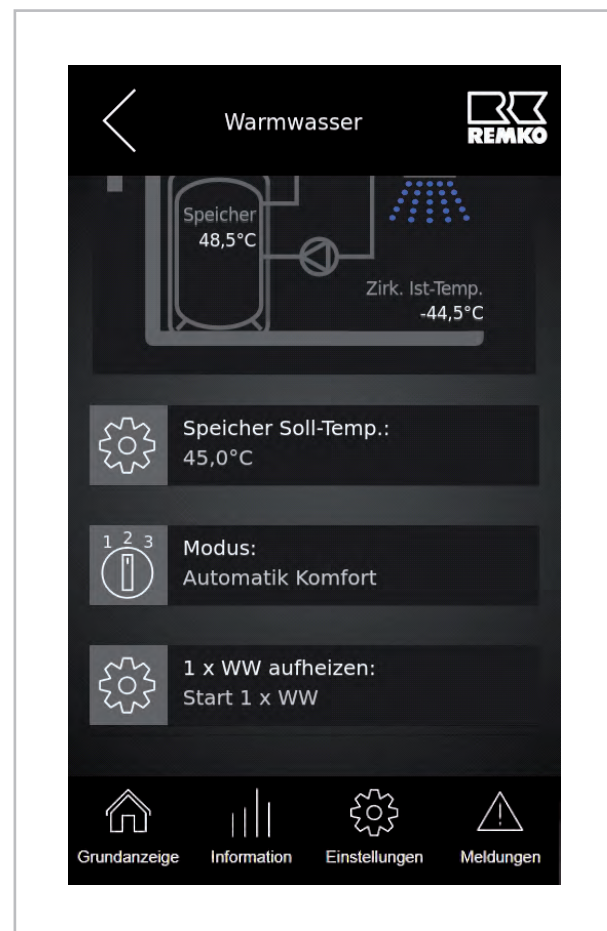 Warmwasser
REMKO
Speicher
48,5°C
Zirk. Ist-Temp.
-44,5°C
Speicher Soll-Temp.:
45,0°C
1 2 3
Modus:
Automatik Komfort
1 x WW aufheizen:
Start 1 x WW
Grundanzeige Information Einstellungen Meldungen